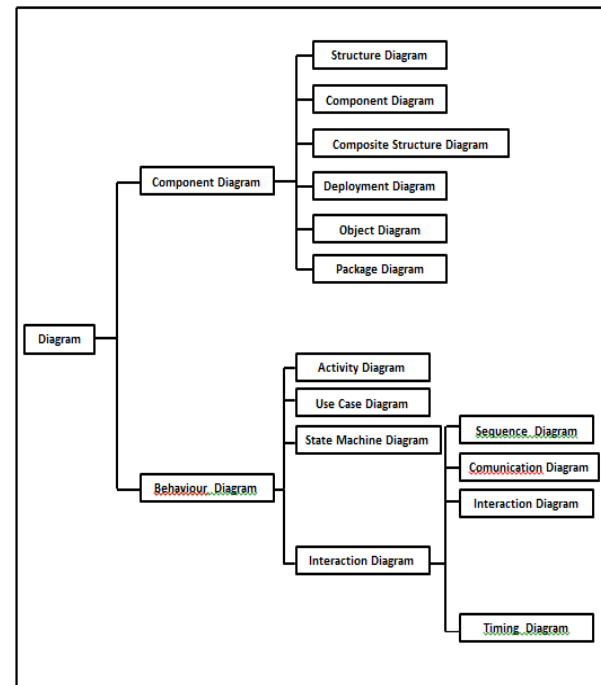 Structure Diagram
Component Diagram
Composite Structure Diagram
Component Diagram
Deployment Diagram
Object Diagram
Package Diagram
Diagram
Activity Diagram
Use Case Diagram
State Machine Diagram
Sequence Diagram
Comunication Diagram
Behaviour Diagram
Interaction Diagram
Interaction Diagram
Timing Diagram